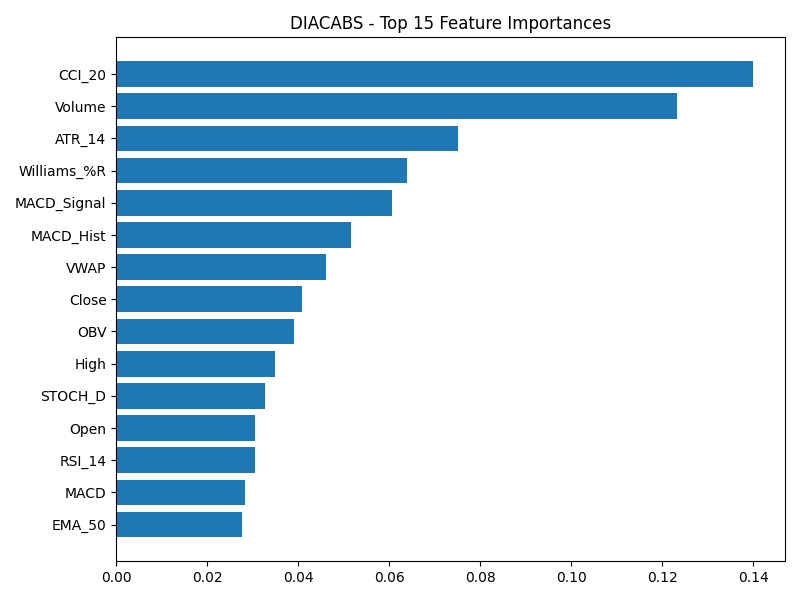 DIACABS - Top 15 Feature Importances
CCI_20
Volume
ATR_14
Williams_%R
MACD_Signal
MACD_Hist
VWAP
Close
OBV
High
STOCH_D
Open
RSI_14
MACD
EMA_50
0.00 0.02 0.04 0.06 0.08 0.10 0.12 0.14